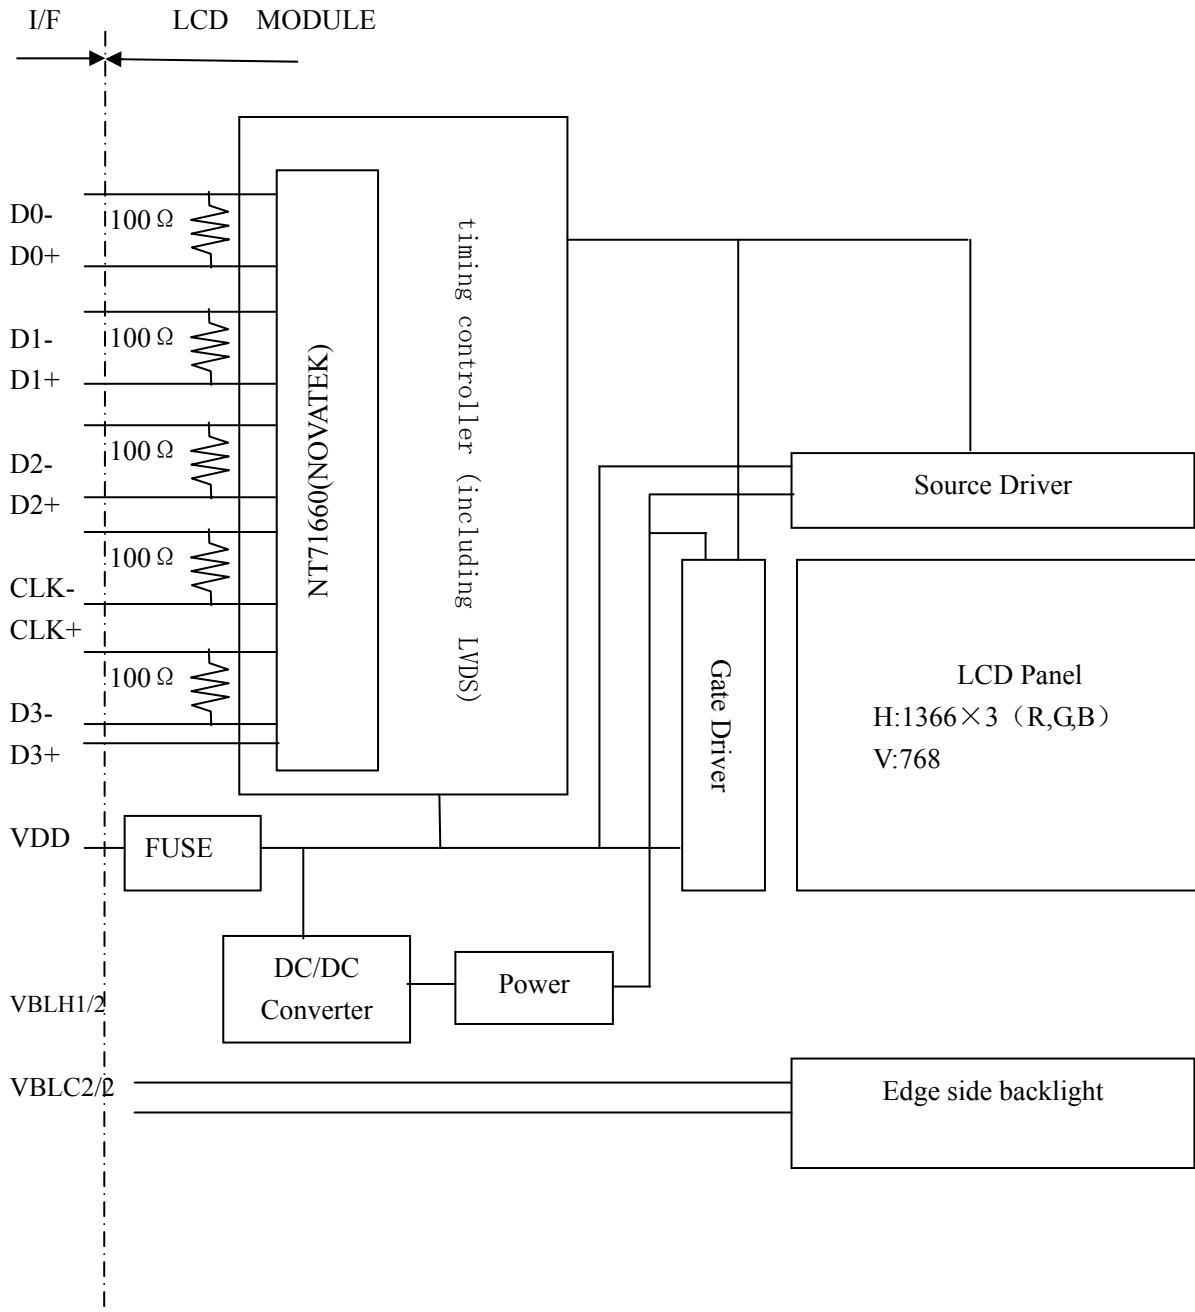 I/F
LCD MODULE
D0-
100Ω
D0+
D1-
100Ω
D1+
D2-
100Ω
D2+
100Ω
CLK-
CLK+
100Ω
D3-
D3+
NT71660(NOVATEK)
timing controller (including LVDS)
Source Driver
Gate Driver
LCD Panel
H:1366×3（R,G,B）
V:768
VDD
FUSE
DC/DC
Converter
Power
VBLH1/2
VBLC2/2
Edge side backlight